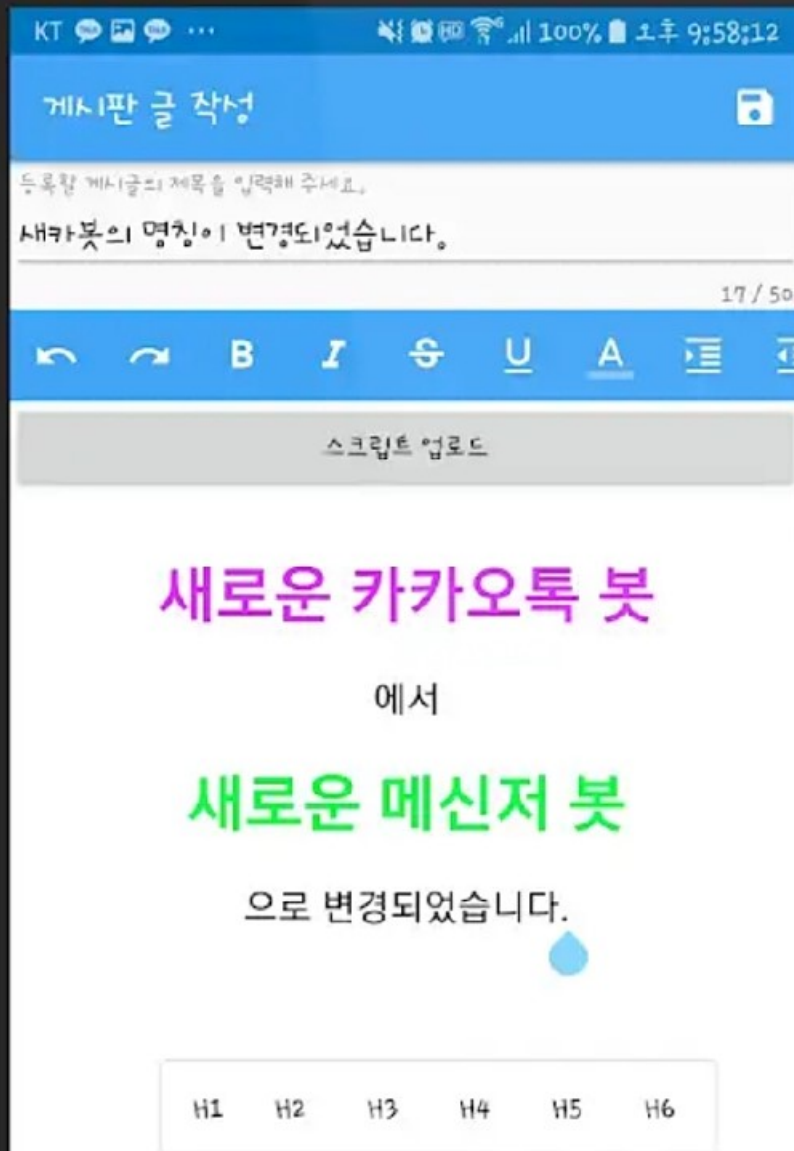 KT ... 100% 오후 9:58:12
게시판 글 작성
등록할 게시글의 제목을 입력해 주세요.
새카봇의 명칭이 변경되었습니다.
17 / 50
B I S U A
스크립트 업로드
새로운 카카오톡 봇
에서
새로운 메신저 봇
으로 변경되었습니다.
H1 H2 H3 H4 H5 H6